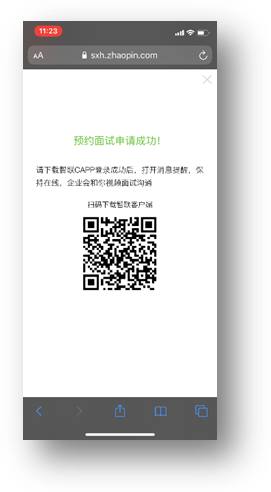 11:23
AA sxh.zhaopin.com
预约面试申请成功！
请下载智联CAPP登录成功后，打开消息提醒，保
持在线，企业会和你视频面试沟通
扫码下载智联客户端